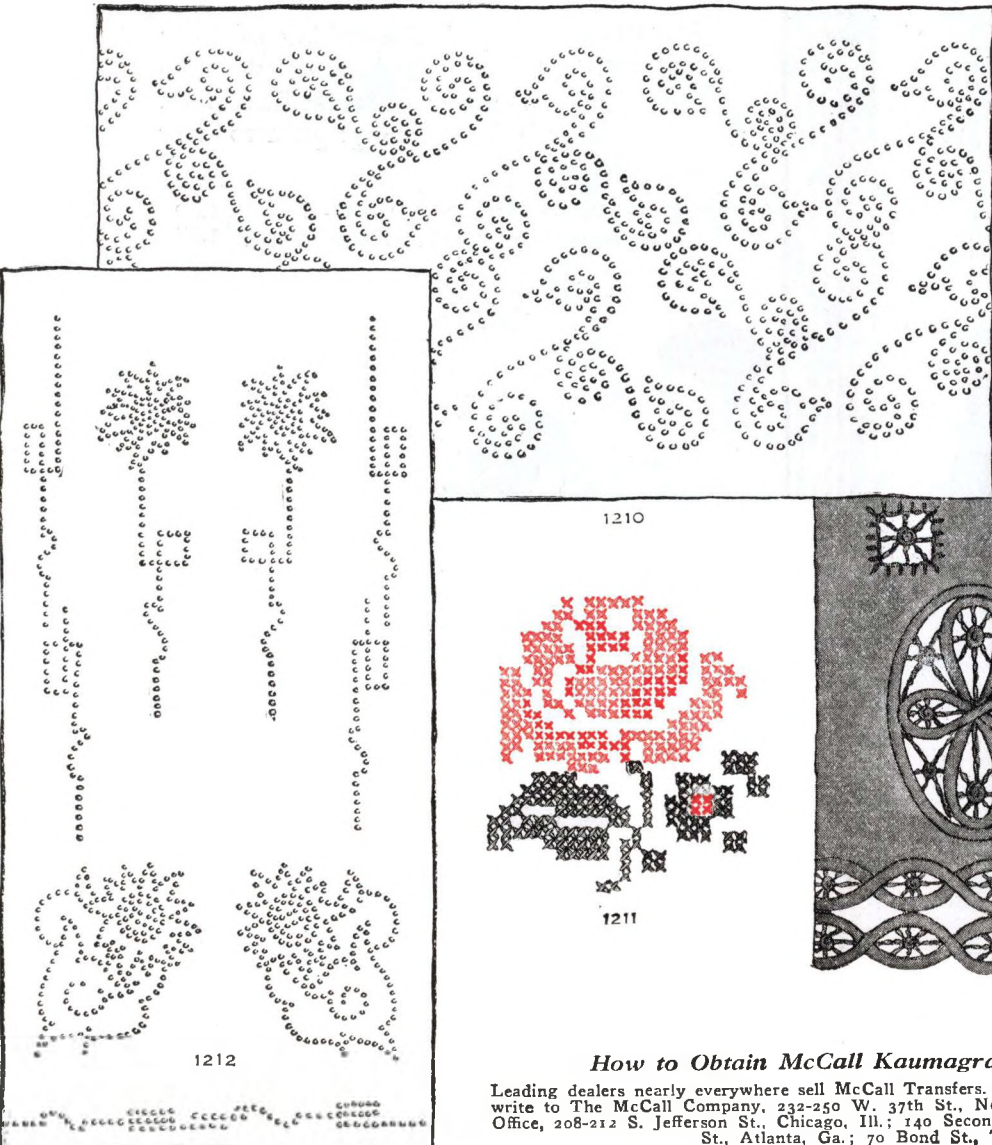 1210
1211
1212
How to Obtain McCall Kaumagra
Leading dealers nearly everywhere sell McCall Transfers.
write to The McCall Company, 232-250 W. 37th St., N
Office, 208-212 S. Jefferson St., Chicago, Ill.; 140 Secon
St., Atlanta, Ga.; 70 Bond St.,